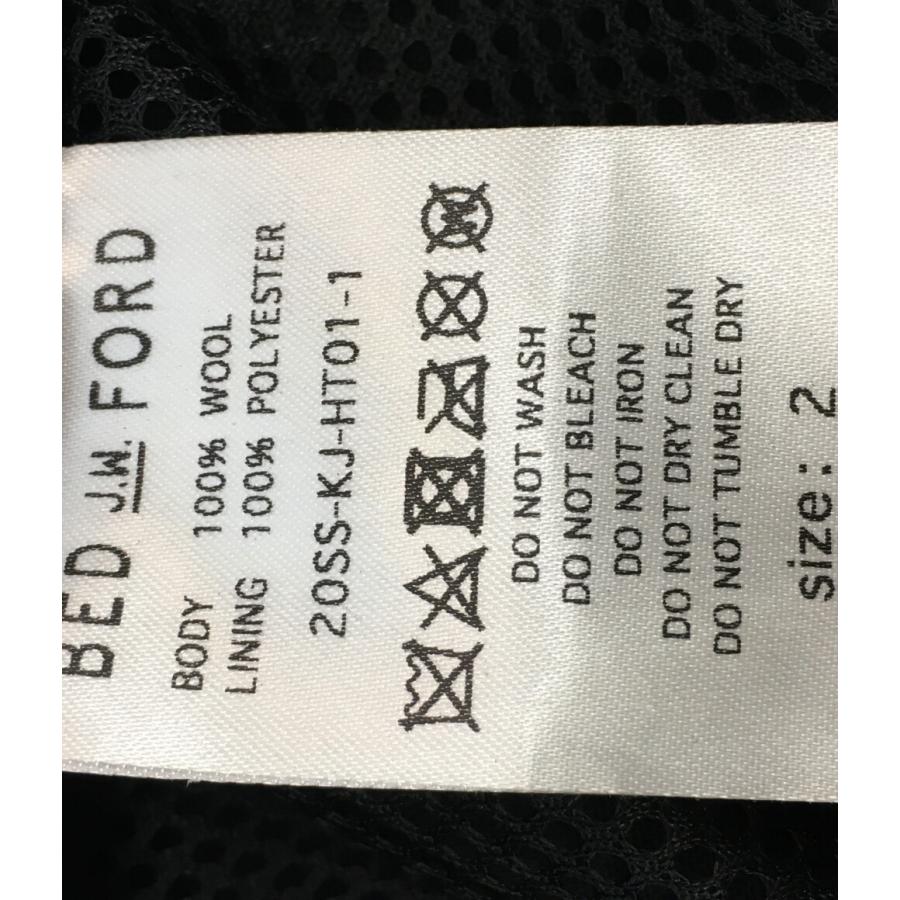 BED J.W. FORD
BODY 100% WOOL
LINING 100% POLYESTER
20SS-KJ-HT01-1
DO NOT WASH
DO NOT BLEACH
DO NOT IRON
DO NOT DRY CLEAN
DO NOT TUMBLE DRY
size: 2